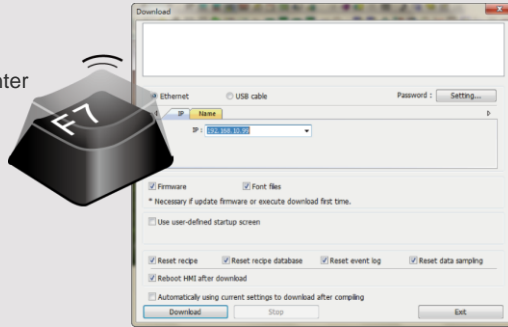 Download
nter
F7
Ethernet
USB cable
Password :
Setting...
IP
Name
IP :
192.168.10.99
Firmware
Font files
* Necessary if update firmware or execute download first time.
Use user-defined startup screen
Reset recipe
Reset recipe database
Reset event log
Reset data sampling
Reboot HMI after download
Automatically using current settings to download after compiling
Download
Stop
Exit